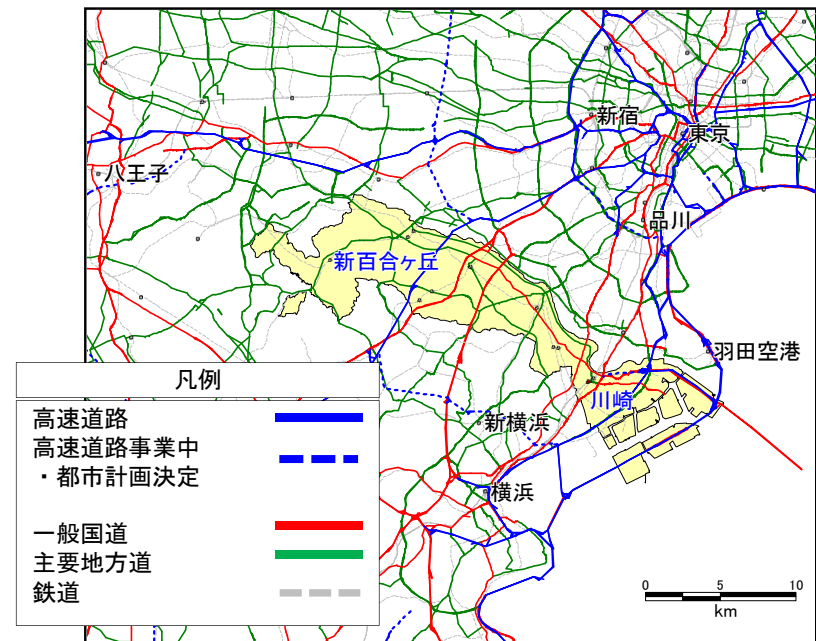 新宿
東京
八王子
品川
新百合ヶ丘
羽田空港
川崎
新横浜
横浜
凡例
高速道路
高速道路事業中
・都市計画決定
一般国道
主要地方道
鉄道
0 5 10
km